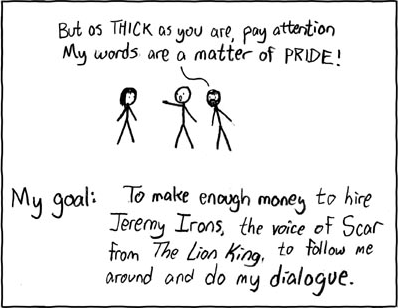 But as THICK as you are, pay attention
My words are a matter of PRIDE!
My goal: To make enough money to hire
Jeremy Irons, the voice of Scar
from The Lion King, to follow me
around and do my dialogue.